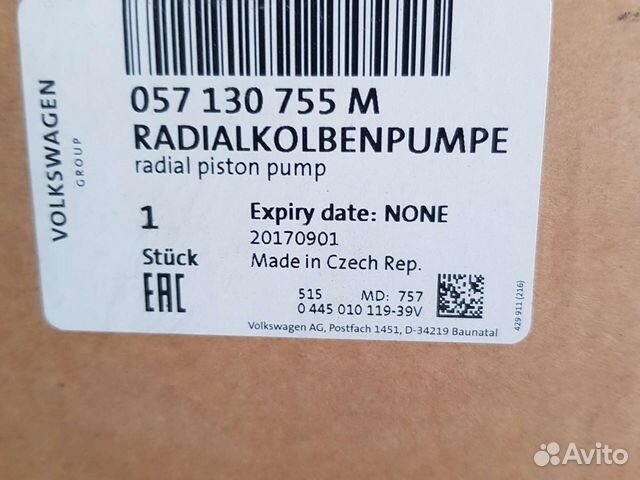 VOLKSWAGEN
GROUP
057 130 755 M
RADIALKOLBENPUMPE
radial piston pump
1
Stück
Expiry date: NONE
20170901
Made in Czech Rep.
EAC
515 MD: 757
0 445 010 119-39V
Volkswagen AG, Postfach 1451, D-34219 Baunatal
429 911 (216)
Avito